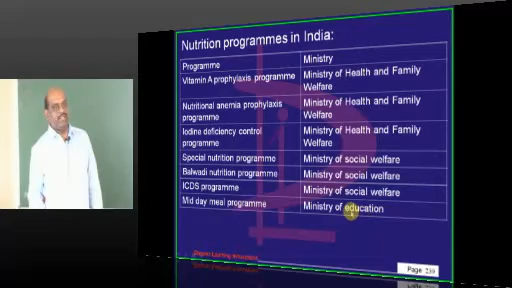 Nutrition programmes in India:
Programme Ministry
Vitamin A prophylaxis programme Ministry of Health and Family Welfare
Nutritional anemia prophylaxis programme Ministry of Health and Family Welfare
Iodine deficiency control programme Ministry of Health and Family Welfare
Special nutrition programme Ministry of social welfare
Balwadi nutrition programme Ministry of social welfare
ICDS programme Ministry of social welfare
Mid day meal programme Ministry of education
Page 239